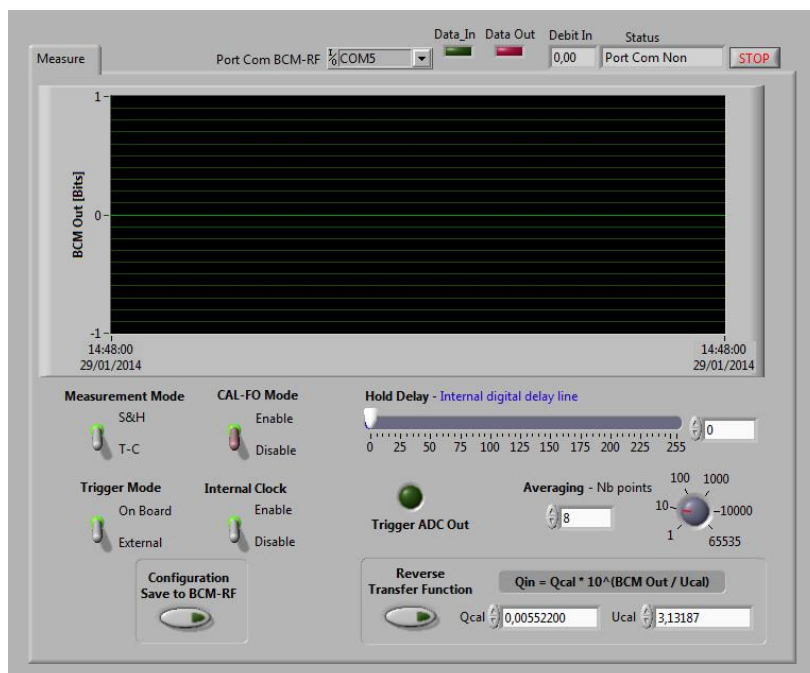 Data_In Data Out Debit In Status
Measure Port Com BCM-RF COM5 0,00 Port Com Non STOP
1
BCM Out [Bits]
0
-1
14:48:00 14:48:00
29/01/2014 29/01/2014
Measurement Mode CAL-FO Mode Hold Delay - Internal digital delay line
S&H Enable
T-C Disable
0
0 25 50 75 100 125 150 175 200 225 255
Trigger Mode Internal Clock Averaging - Nb points 100 1000
On Board Enable 8 10 10000
External Disable Trigger ADC Out 1 65535
Configuration
Save to BCM-RF
Reverse
Transfer Function Qin = Qcal * 10^(BCM Out / Ucal)
Qcal 0,00552200 Ucal 3,13187